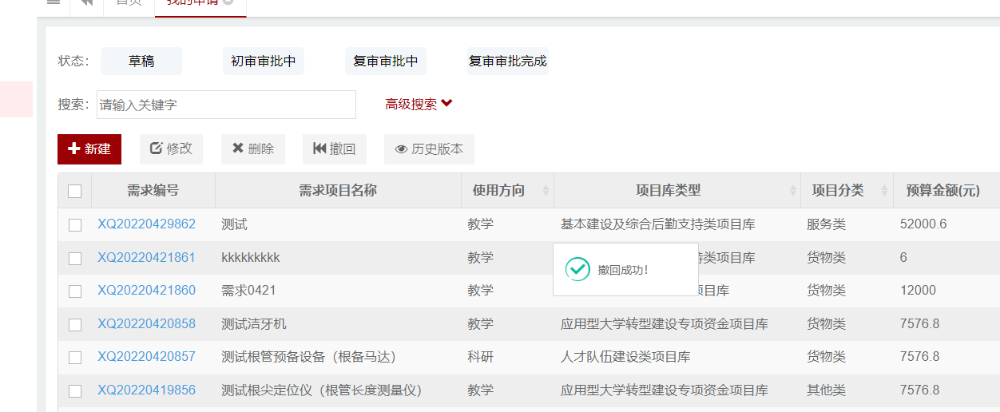 首页 我的申请
状态： 草稿 初审审批中 复审审批中 复审审批完成
搜索： 请输入关键字 高级搜索
新建 修改 删除 撤回 历史版本
需求编号 需求项目名称 使用方向 项目库类型 项目分类 预算金额(元)
XQ20220429862 测试 教学 基本建设及综合后勤支持类项目库 服务类 52000.6
XQ20220421861 kkkkkkkkk 教学 类项目库 货物类 6
撤回成功！
XQ20220421860 需求0421 教学 目库 货物类 12000
XQ20220420858 测试洁牙机 教学 应用型大学转型建设专项资金项目库 货物类 7576.8
XQ20220420857 测试根管预备设备（根备马达） 科研 人才队伍建设类项目库 货物类 7576.8
XQ20220419856 测试根尖定位仪（根管长度测量仪） 教学 应用型大学转型建设专项资金项目库 其他类 7576.8